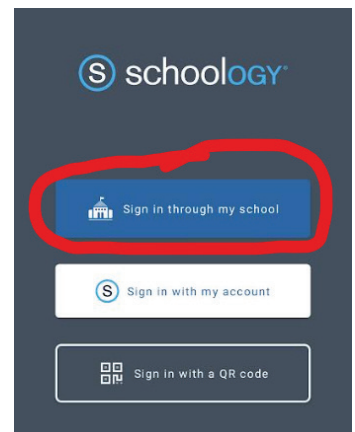 S schoology®
Sign in through my school
S Sign in with my account
Sign in with a QR code